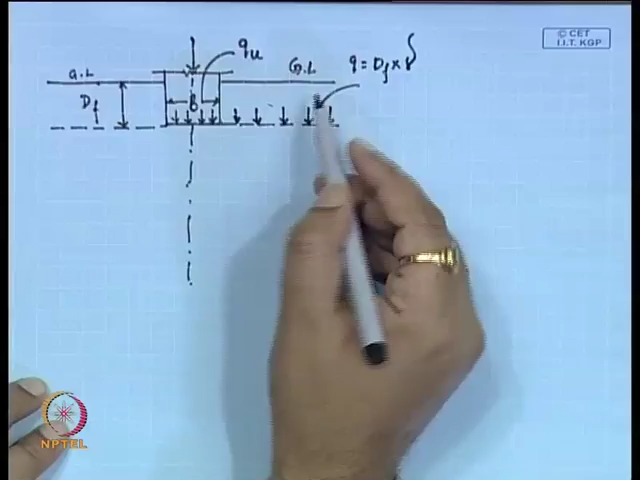 © CET
I.I.T. KGP
qu
G.L
G.L
q = Df × γ
Df
B
NPTEL